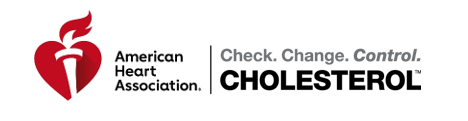 American
Heart
Association®
Check. Change. Control.
CHOLESTEROL™